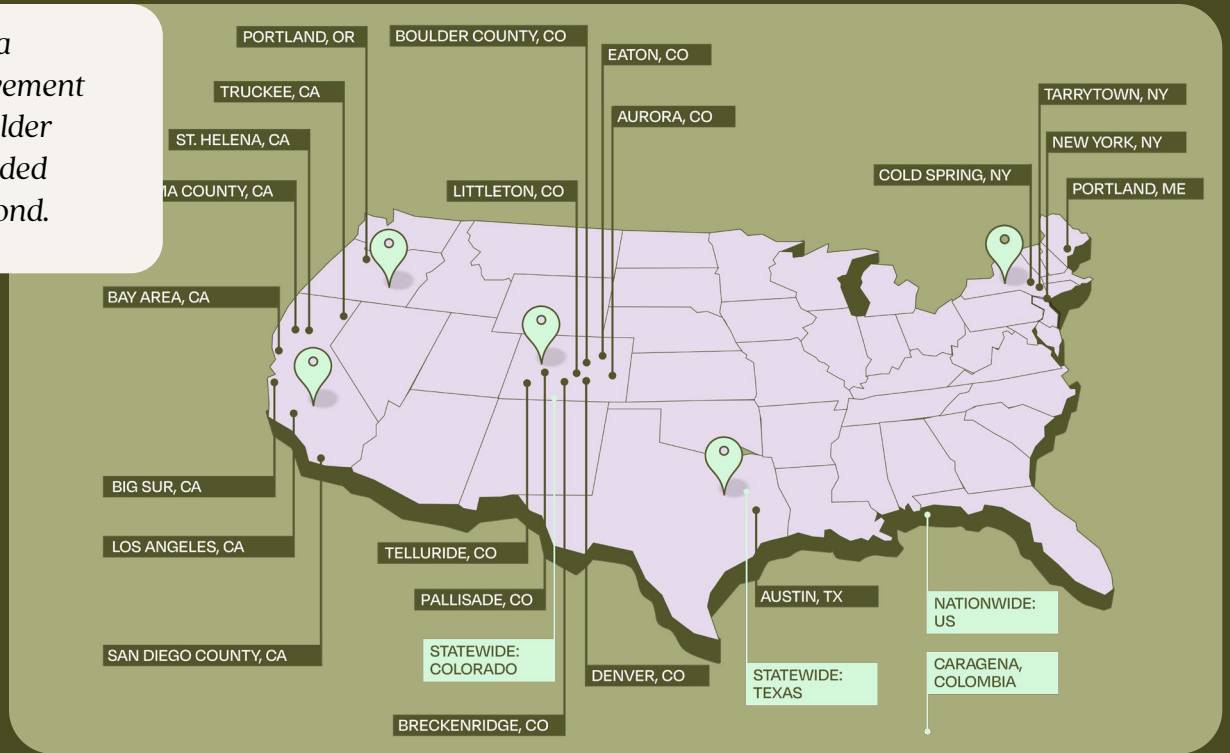 a
vement
lder
ded
ond.
PORTLAND, OR
BOULDER COUNTY, CO
EATON, CO
TRUCKEE, CA
AURORA, CO
TARRYTOWN, NY
ST. HELENA, CA
NEW YORK, NY
MA COUNTY, CA
LITTLETON, CO
COLD SPRING, NY
PORTLAND, ME
BAY AREA, CA
BIG SUR, CA
LOS ANGELES, CA
TELLURIDE, CO
PALLISADE, CO
AUSTIN, TX
NATIONWIDE:
US
SAN DIEGO COUNTY, CA
STATEWIDE:
COLORADO
DENVER, CO
STATEWIDE:
TEXAS
CARAGENA,
COLOMBIA
BRECKENRIDGE, CO